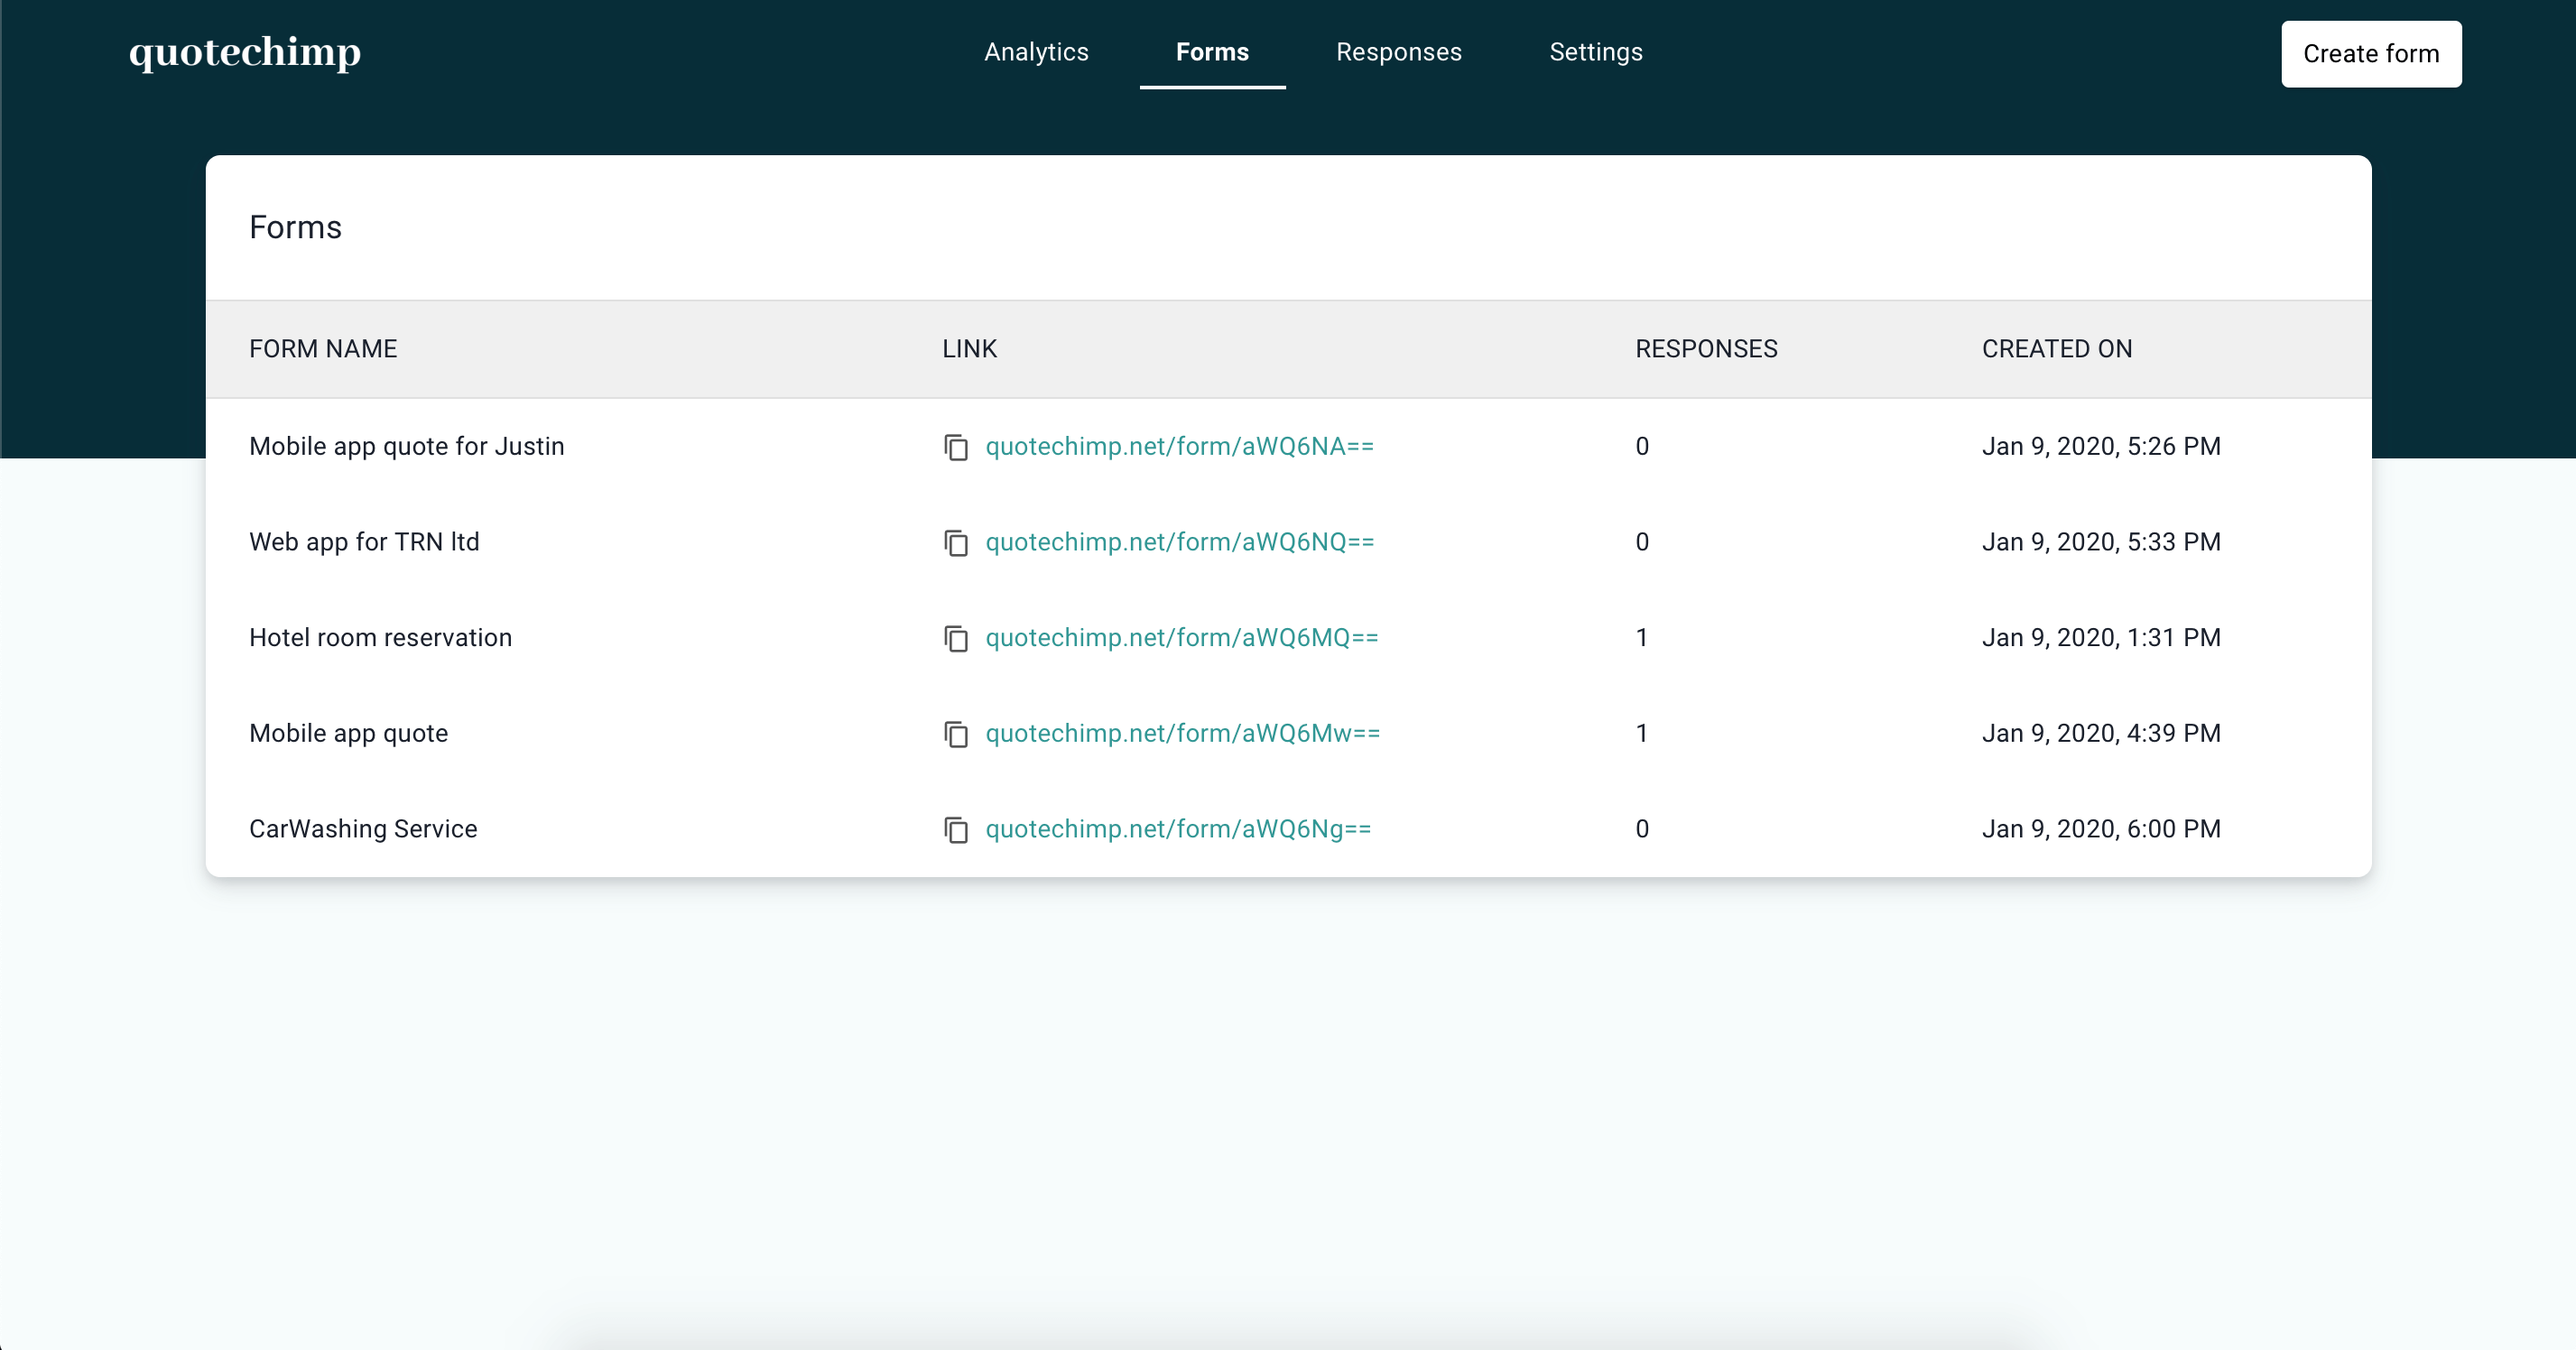 quotechimp Analytics Forms Responses Settings Create form
Forms
FORM NAME LINK RESPONSES CREATED ON
Mobile app quote for Justin quotechimp.net/form/aWQ6NA== 0 Jan 9, 2020, 5:26 PM
Web app for TRN ltd quotechimp.net/form/aWQ6NQ== 0 Jan 9, 2020, 5:33 PM
Hotel room reservation quotechimp.net/form/aWQ6MQ== 1 Jan 9, 2020, 1:31 PM
Mobile app quote quotechimp.net/form/aWQ6Mw== 1 Jan 9, 2020, 4:39 PM
CarWashing Service quotechimp.net/form/aWQ6Ng== 0 Jan 9, 2020, 6:00 PM